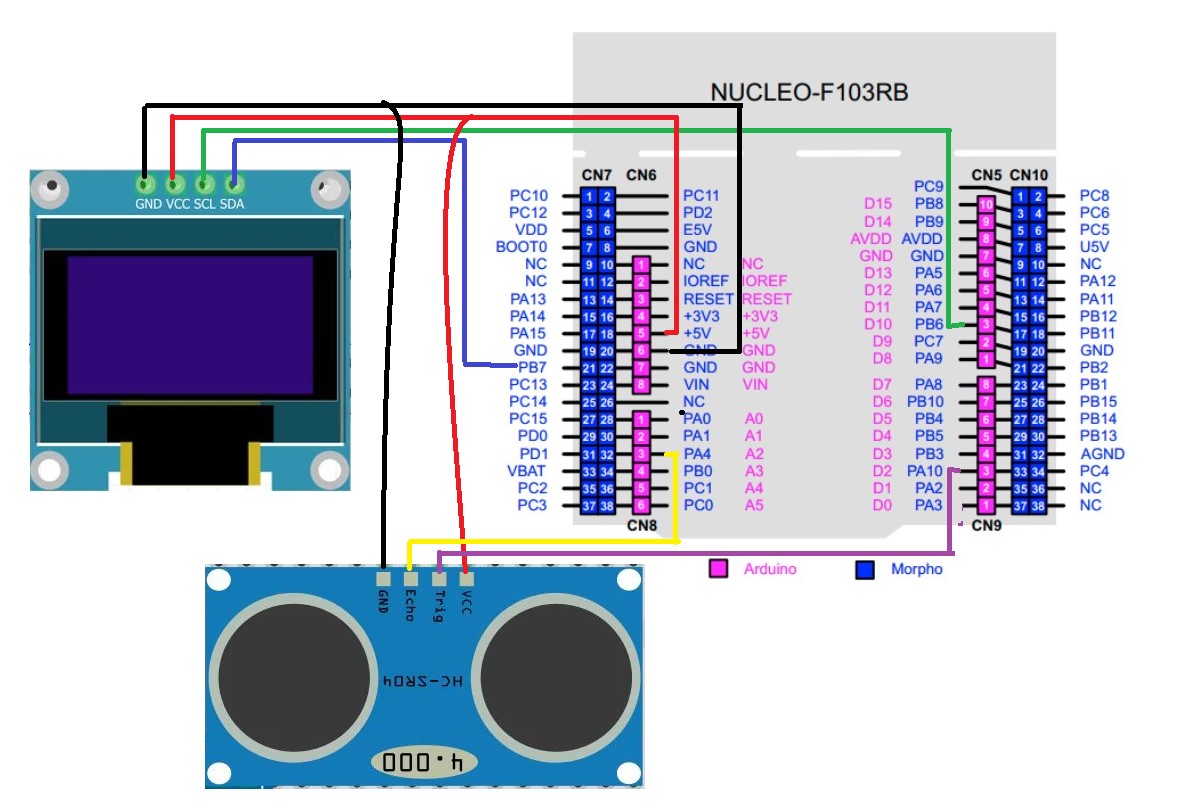 NUCLEO-F103RB
GND VCC SCL SDA
CN7 CN6
PC10 1 2 PC11
PC12 3 4 PD2
VDD 5 6 E5V
BOOT0 7 8 GND
NC 9 10 1 NC NC
NC 11 12 2 IOREF IOREF
PA13 13 14 3 RESET RESET
PA14 15 16 4 +3V3 +3V3
PA15 17 18 5 +5V +5V
GND 19 20 6 GND GND
PB7 21 22 7 GND GND
PC13 23 24 8 VIN VIN
PC14 25 26 NC
PC15 27 28 1 PA0 A0
PD0 29 30 2 PA1 A1
PD1 31 32 3 PA4 A2
VBAT 33 34 4 PB0 A3
PC2 35 36 5 PC1 A4
PC3 37 38 6 PC0 A5
CN8
CN5 CN10
PC9 1 2 PC8
D15 PB8 10 3 4 PC6
D14 PB9 9 5 6 PC5
AVDD AVDD 8 7 8 U5V
GND GND 7 9 10 NC
D13 PA5 6 11 12 PA12
D12 PA6 5 13 14 PA11
D11 PA7 4 15 16 PB12
D10 PB6 3 17 18 PB11
D9 PC7 2 19 20 GND
D8 PA9 1 21 22 PB2
D7 PA8 8 23 24 PB1
D6 PB10 7 25 26 PB15
D5 PB4 6 27 28 PB14
D4 PB5 5 29 30 PB13
D3 PB3 4 31 32 AGND
D2 PA10 3 33 34 PC4
D1 PA2 2 35 36 NC
D0 PA3 1 37 38 NC
CN9
Arduino
Morpho
GND
Echo
Trig
VCC
HC-SR04
4.000